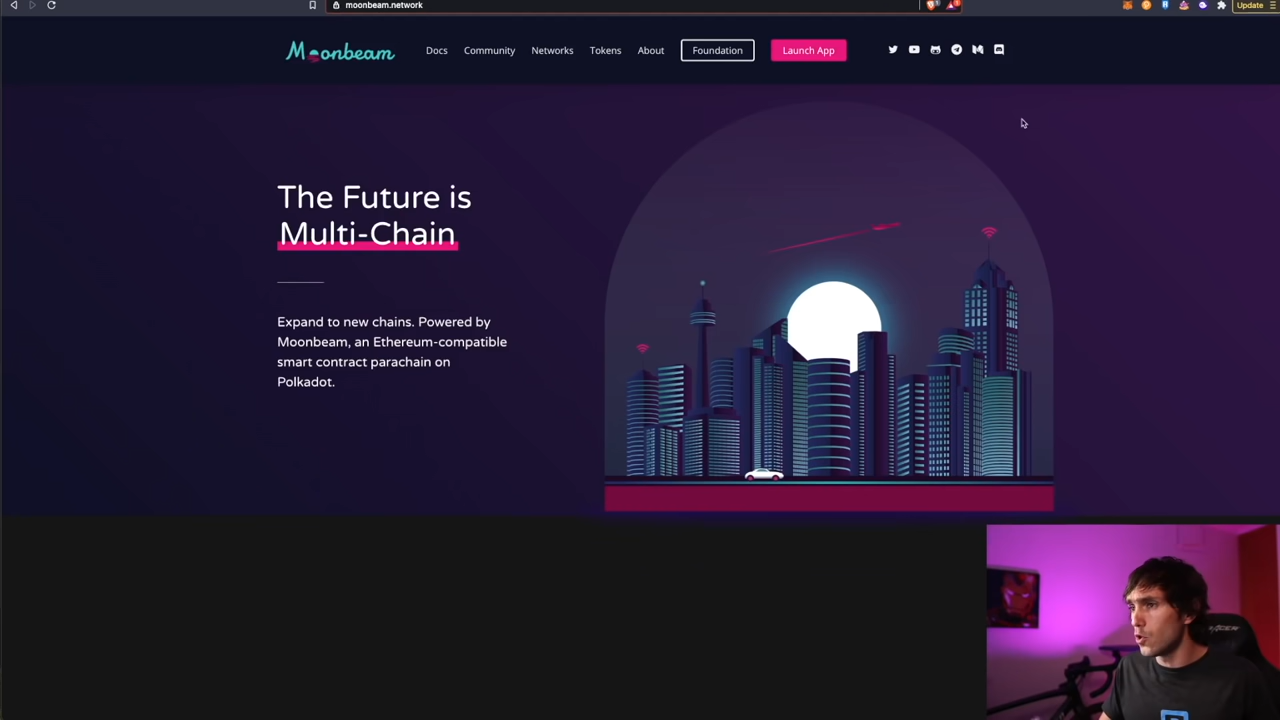 moonbeam.network
Update
Moonbeam
Docs
Community
Networks
Tokens
About
Foundation
Launch App
The Future is
Multi-Chain
Expand to new chains. Powered by
Moonbeam, an Ethereum-compatible
smart contract parachain on
Polkadot.